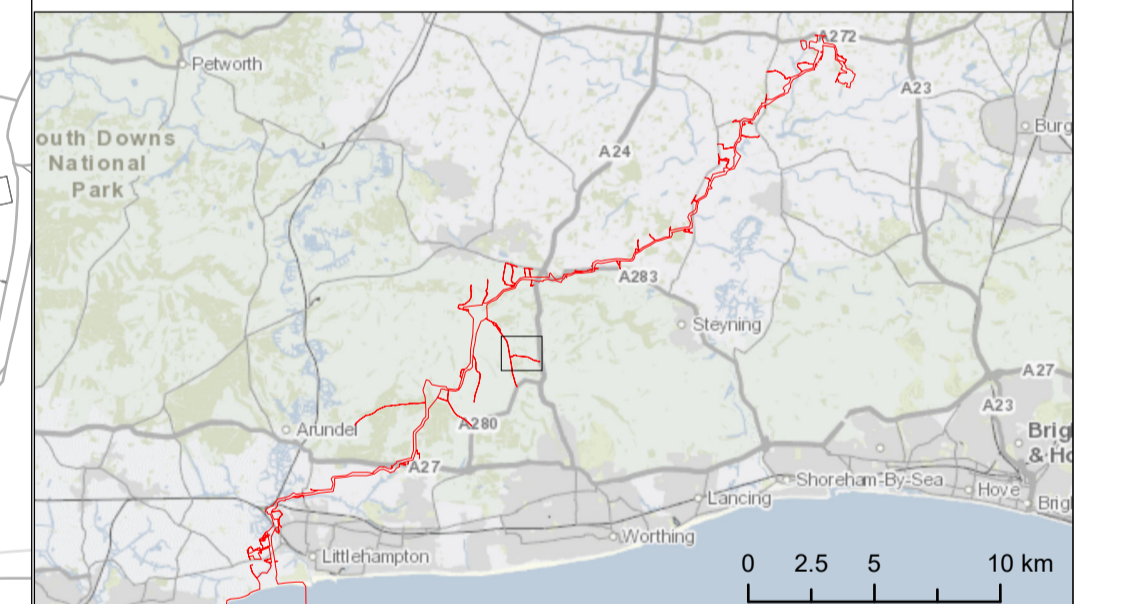 A272
Petworth
A23
Burg
outh Downs
National
Park
A24
A283
Steyning
A27
A23
Arundel
A280
Brig
& Ho
A27
Shoreham-By-Sea
Hove
Lancing
Brig
Worthing
Littlehampton
0 2.5 5 10 km